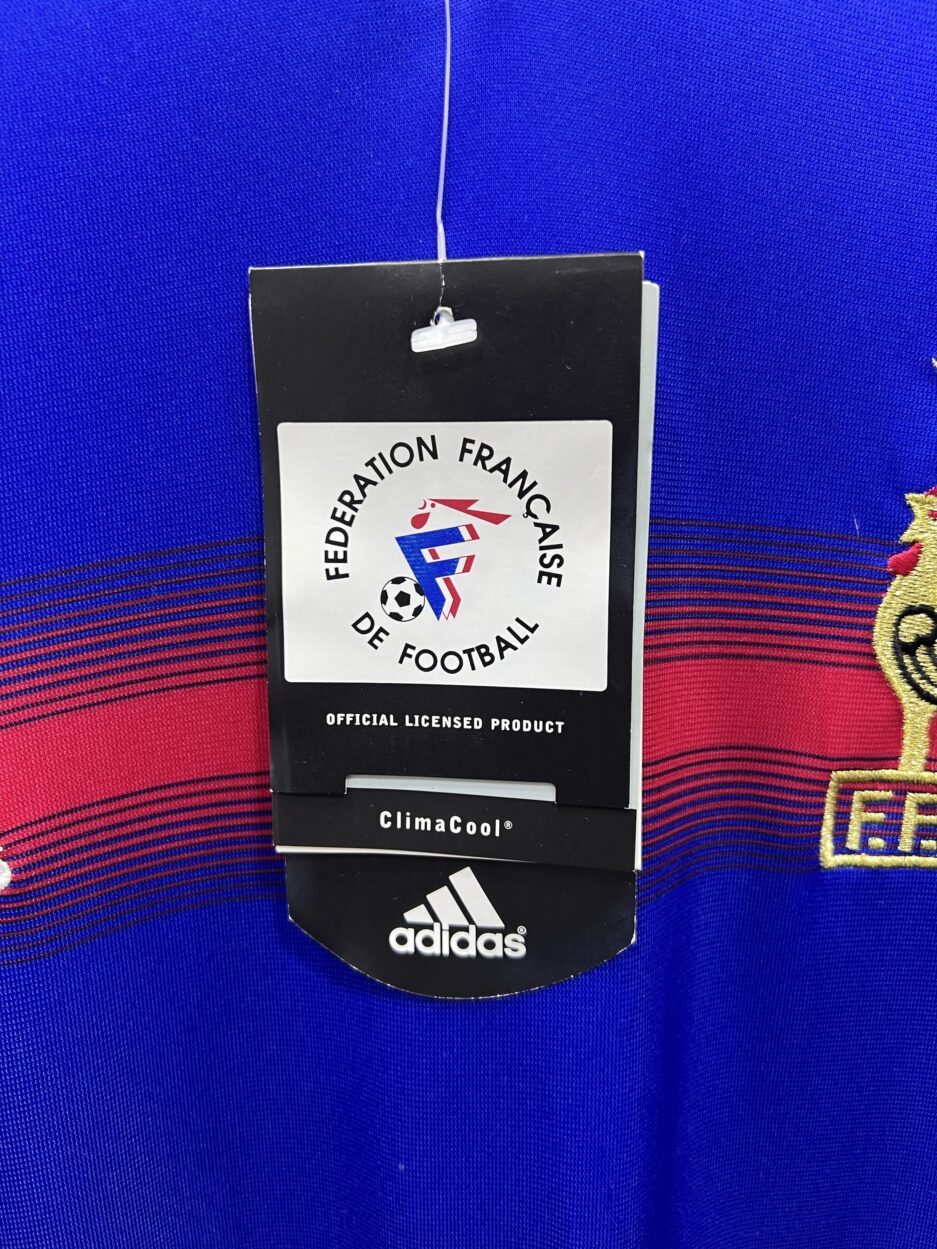 FEDERATION FRANÇAISE
DE FOOTBALL
OFFICIAL LICENSED PRODUCT
ClimaCool®
adidas®
F.F.